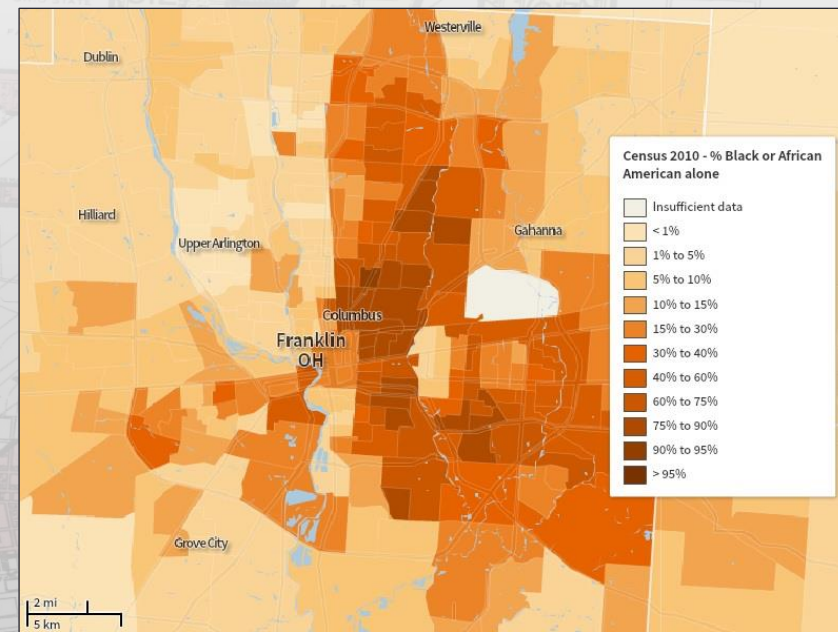 Westerville
Dublin
Census 2010 - % Black or African
American alone
Insufficient data
< 1%
1% to 5%
5% to 10%
10% to 15%
15% to 30%
30% to 40%
40% to 60%
60% to 75%
75% to 90%
90% to 95%
> 95%
Hilliard
Upper Arlington
Gahanna
Columbus
Franklin
OH
Grove City
2 mi
5 km